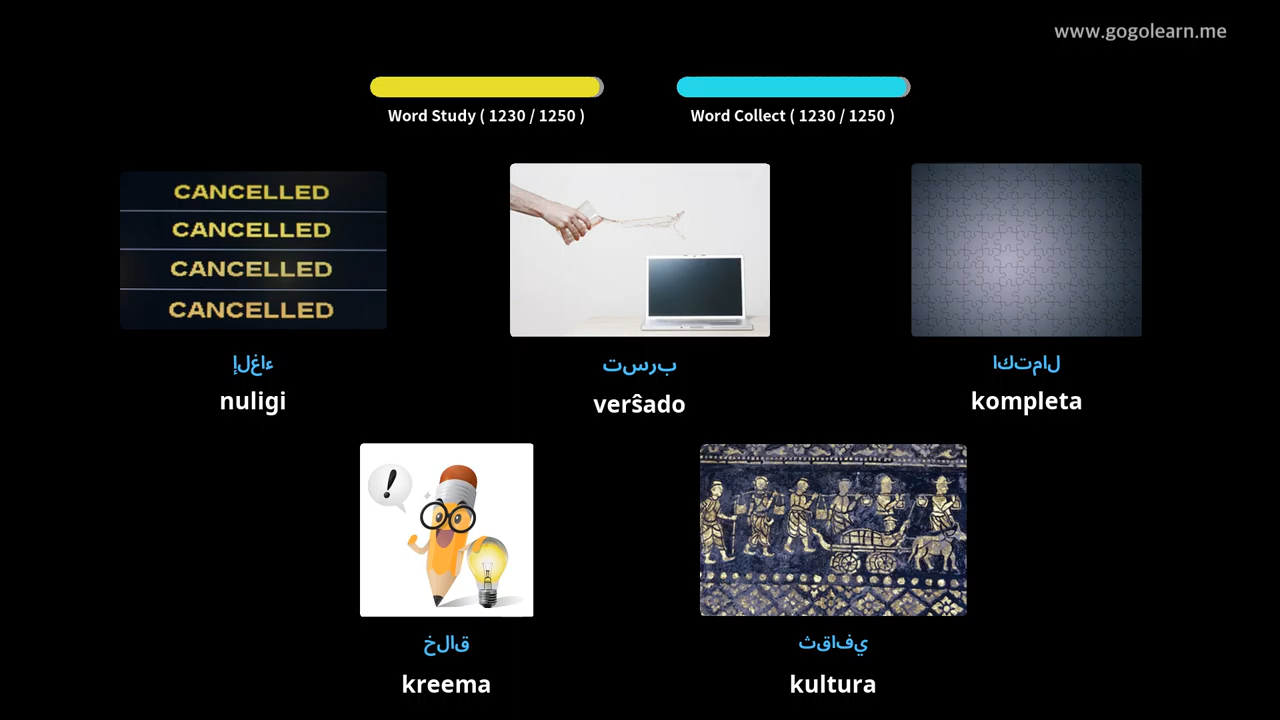 www.gogolearn.me
Word Study ( 1230 / 1250 )
Word Collect ( 1230 / 1250 )
إلغاء
تسرب
اكتمال
nuligi
verŝado
kompleta
خلاق
ثقافي
kreema
kultura
CANCELLED
CANCELLED
CANCELLED
CANCELLED
!